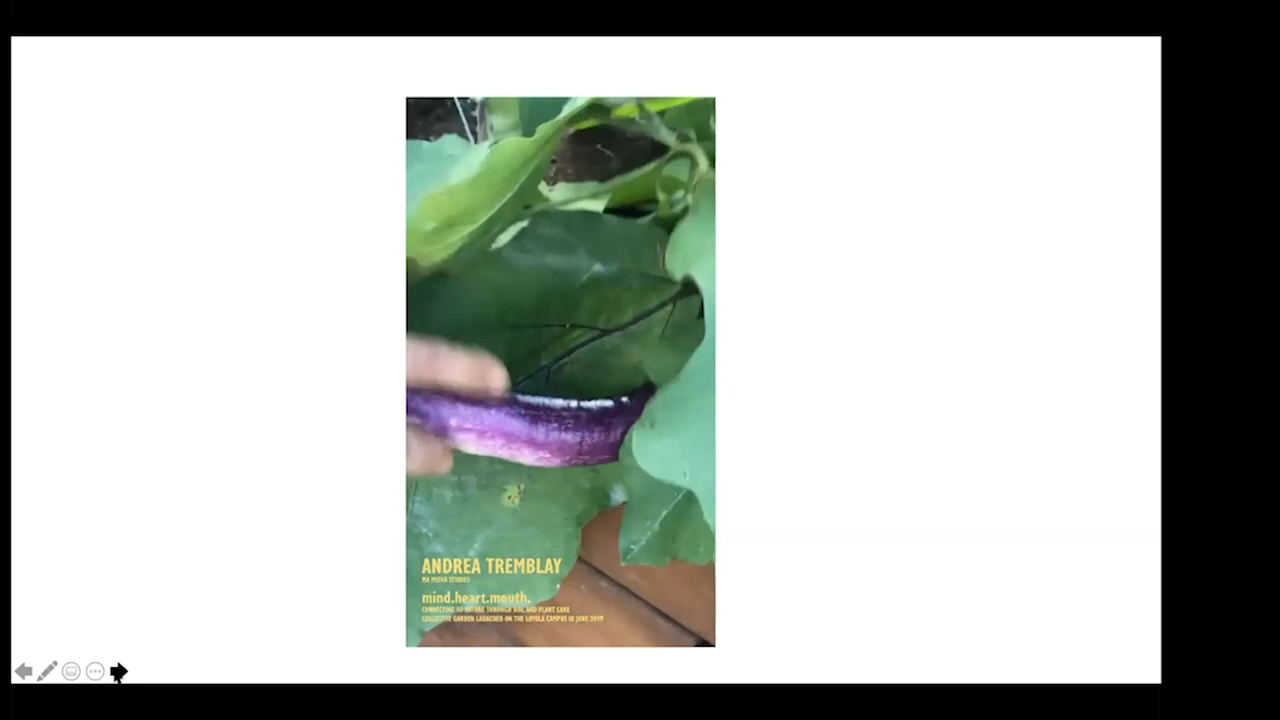 ANDREA TREMBLAY
MA MEDIA STUDIES
mind.heart.mouth.
CONNECTING TO NATURE THROUGH SOIL AND PLANT CARE
COLLECTIVE GARDEN LAUNCHED ON THE LOYOLA CAMPUS IN JUNE 2019